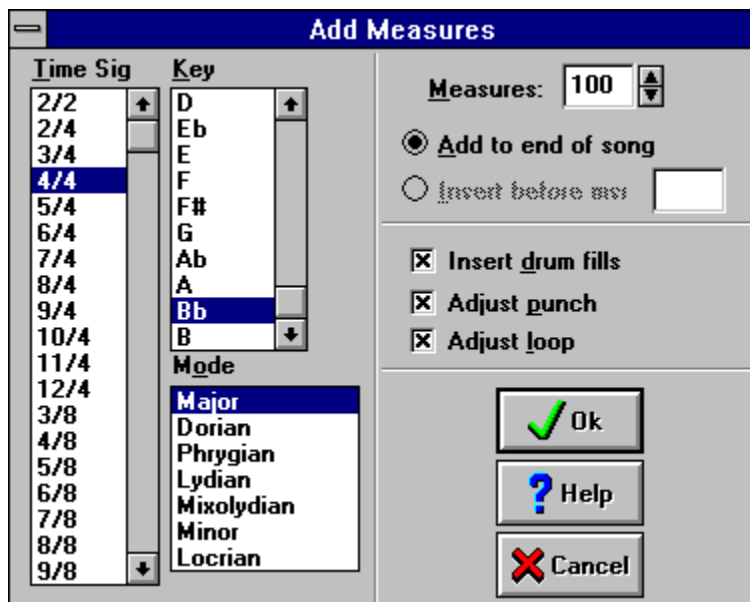 Add Measures
Time Sig
2/2
2/4
3/4
4/4
5/4
6/4
7/4
8/4
9/4
10/4
11/4
12/4
3/8
4/8
5/8
6/8
7/8
8/8
9/8
Key
D
Eb
E
F
F#
G
Ab
A
Bb
B
Mode
Major
Dorian
Phrygian
Lydian
Mixolydian
Minor
Locrian
Measures: 100
Add to end of song
Insert before msr
Insert drum fills
Adjust punch
Adjust loop
Ok
? Help
Cancel